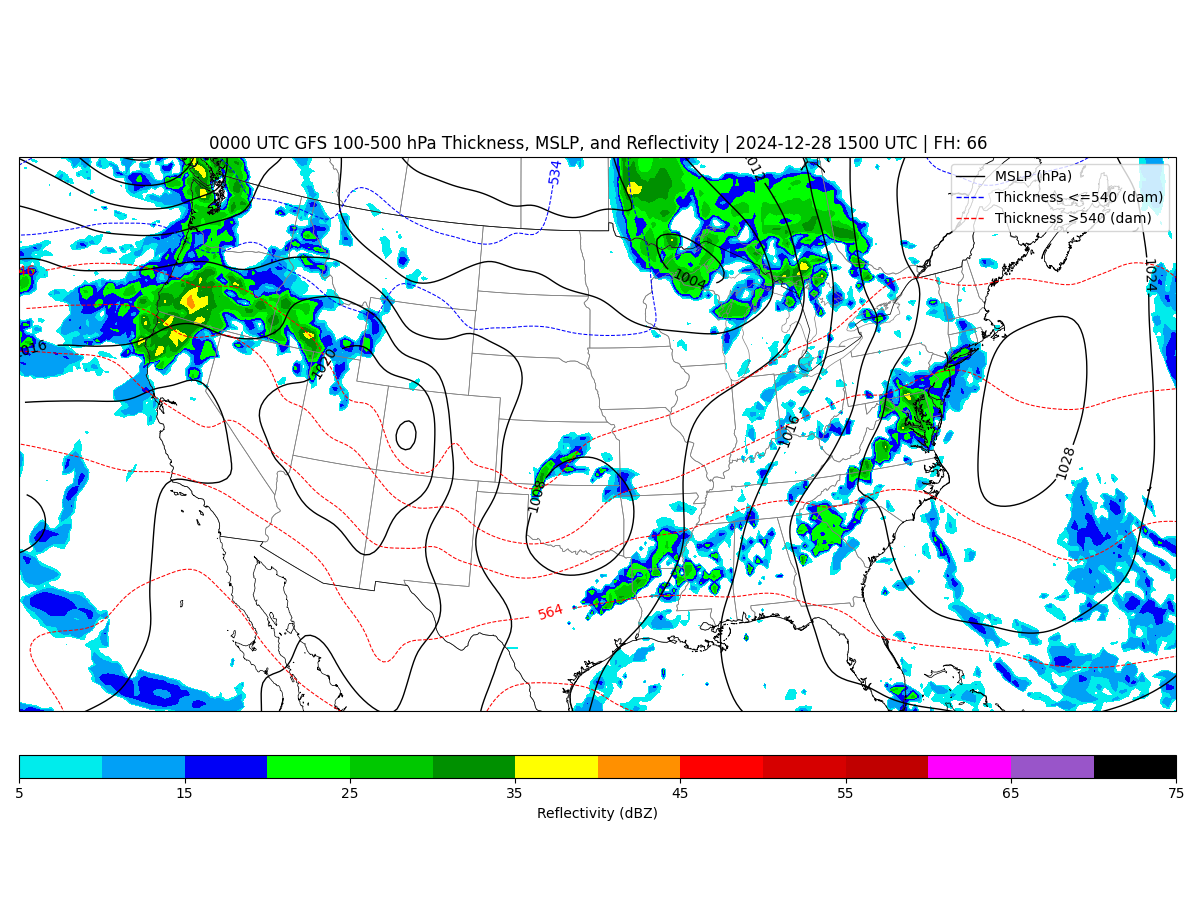 0000 UTC GFS 100-500 hPa Thickness, MSLP, and Reflectivity | 2024-12-28 1500 UTC | FH: 66
534
MSLP (hPa)
Thickness <=540 (dam)
Thickness >540 (dam)
1004
1024
1020
1016
1028
1008
564
5 15 25 35 45 55 65 75
Reflectivity (dBZ)